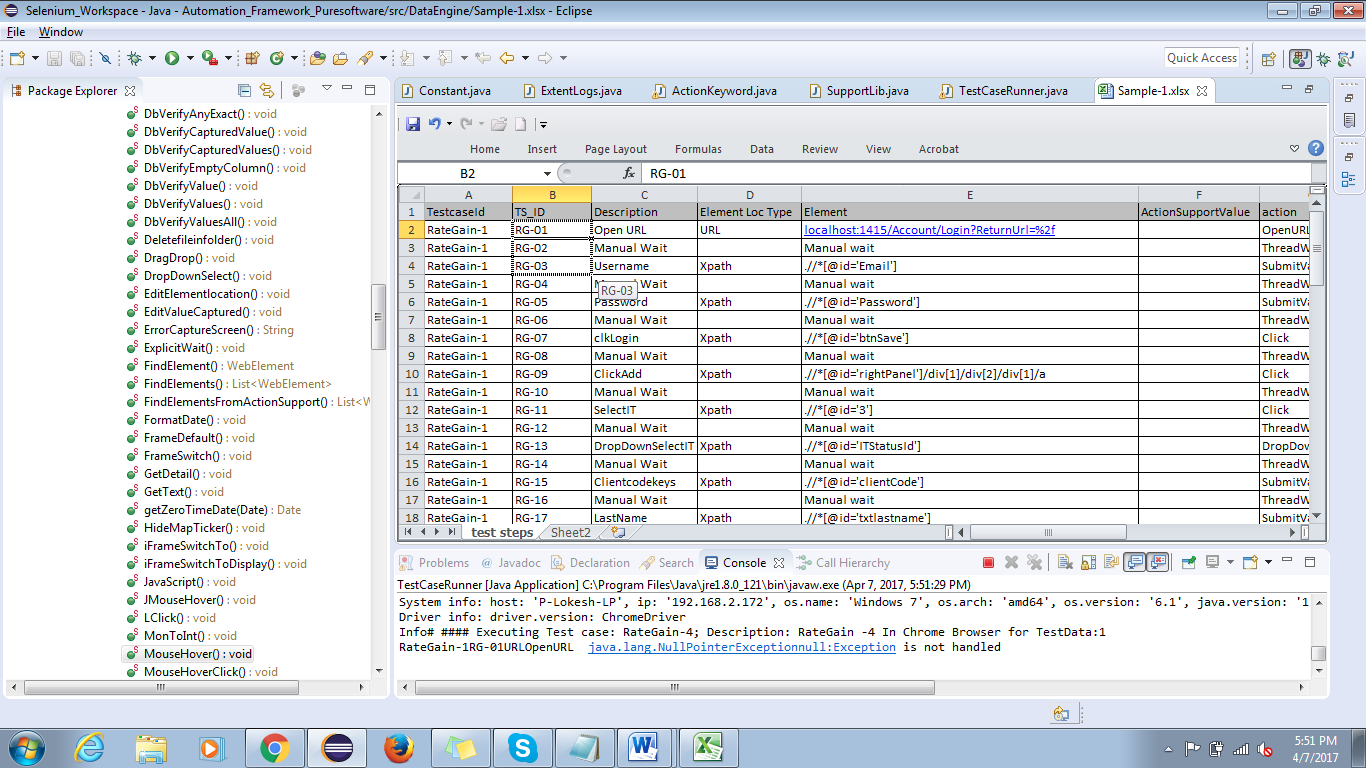 Selenium_Workspace - Java - Automation_Framework_Puresoftware/src/DataEngine/Sample-1.xlsx - Eclipse
File Window
Quick Access
Package Explorer
DbVerifyAnyExact() : void
DbVerifyCapturedValue() : void
DbVerifyCapturedValues() : void
DbVerifyEmptyColumn() : void
DbVerifyValue() : void
DbVerifyValues() : void
DbVerifyValuesAll() : void
Deletefileinfolder() : void
DragDrop() : void
DropDownSelect() : void
EditElementlocation() : void
EditValueCaptured() : void
ErrorCaptureScreen() : String
ExplicitWait() : void
FindElement() : WebElement
FindElements() : List<WebElement>
FindElementsFromActionSupport() : List<W
FormatDate() : void
FrameDefault() : void
FrameSwitch() : void
GetDetail() : void
GetText() : void
getZeroTimeDate(Date) : Date
HideMapTicker() : void
iFrameSwitchTo() : void
iFrameSwitchToDisplay() : void
JavaScript() : void
JMouseHover() : void
LClick() : void
MonToInt() : void
MouseHover() : void
MouseHoverClick() : void
Constant.java ExtentLogs.java ActionKeyword.java SupportLib.java TestCaseRunner.java Sample-1.xlsx
Home Insert Page Layout Formulas Data Review View Acrobat
B2 fx RG-01
A B C D E F
1 TestcaseId TS_ID Description Element Loc Type Element ActionSupportValue action
2 RateGain-1 RG-01 Open URL URL localhost:1415/Account/Login?ReturnUrl=%2f OpenURL
3 RateGain-1 RG-02 Manual Wait Manual wait ThreadW
4 RateGain-1 RG-03 Username Xpath .//*[@id='Email'] SubmitVa
5 RateGain-1 RG-04 M Wait Manual wait ThreadW
RG-03
6 RateGain-1 RG-05 Password Xpath .//*[@id='Password'] SubmitVa
7 RateGain-1 RG-06 Manual Wait Manual wait ThreadW
8 RateGain-1 RG-07 clkLogin Xpath .//*[@id='btnSave'] Click
9 RateGain-1 RG-08 Manual Wait Manual wait ThreadW
10 RateGain-1 RG-09 ClickAdd Xpath .//*[@id='rightPanel']/div[1]/div[2]/div[1]/a Click
11 RateGain-1 RG-10 Manual Wait Manual wait ThreadW
12 RateGain-1 RG-11 SelectIT Xpath .//*[@id='3'] Click
13 RateGain-1 RG-12 Manual Wait Manual wait ThreadW
14 RateGain-1 RG-13 DropDownSelectIT Xpath .//*[@id='ITStatusId'] DropDow
15 RateGain-1 RG-14 Manual Wait Manual wait ThreadW
16 RateGain-1 RG-15 Clientcodekeys Xpath .//*[@id='clientCode'] SubmitVa
17 RateGain-1 RG-16 Manual Wait Manual wait ThreadW
18 RateGain-1 RG-17 LastName Xpath .//*[@id='txtlastname'] SubmitVa
test steps Sheet2
Problems @ Javadoc Declaration Search Console Call Hierarchy
TestCaseRunner [Java Application] C:\Program Files\Java\jre1.8.0_121\bin\javaw.exe (Apr 7, 2017, 5:51:29 PM)
System info: host: 'P-Lokesh-LP', ip: '192.168.2.172', os.name: 'Windows 7', os.arch: 'amd64', os.version: '6.1', java.version: '1
Driver info: driver.version: ChromeDriver
Info# #### Executing Test case: RateGain-4; Description: RateGain -4 In Chrome Browser for TestData:1
RateGain-1RG-01URLOpenURL java.lang.NullPointerExceptionnull:Exception is not handled
5:51 PM
4/7/2017